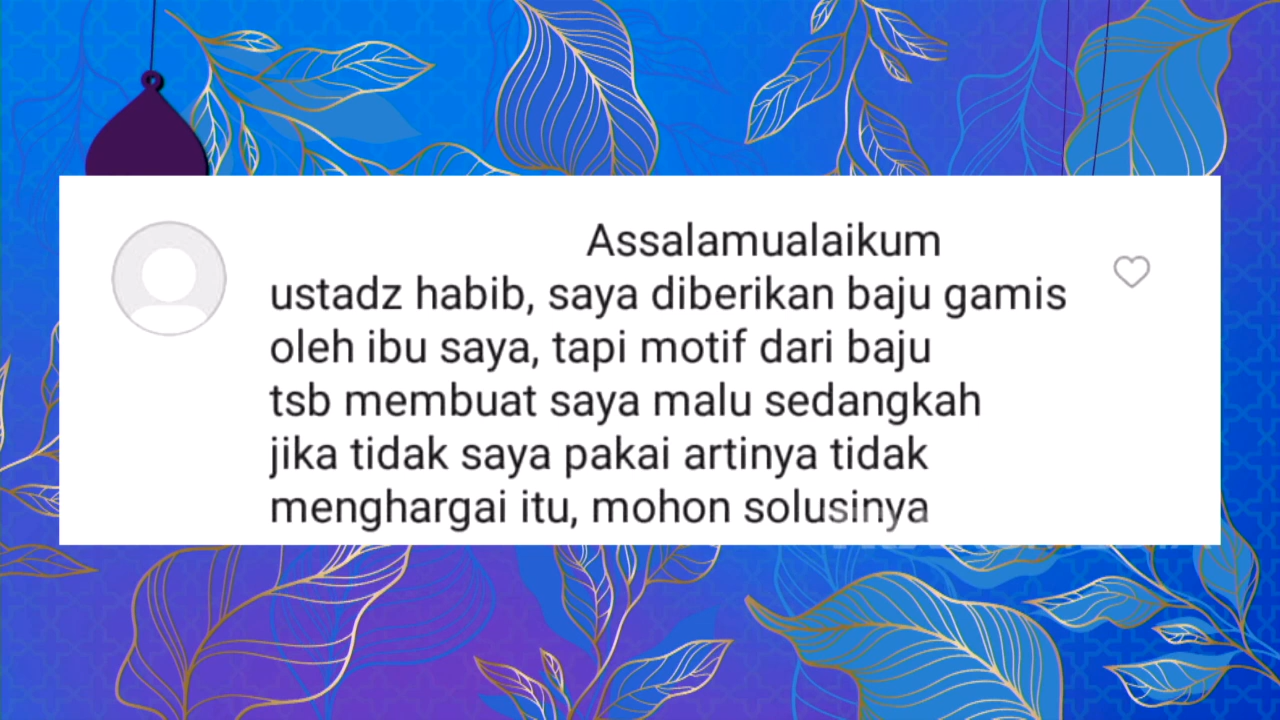 Assalamualaikum
ustadz habib, saya diberikan baju gamis
oleh ibu saya, tapi motif dari baju
tsb membuat saya malu sedangkah
jika tidak saya pakai artinya tidak
menghargai itu, mohon solusinya